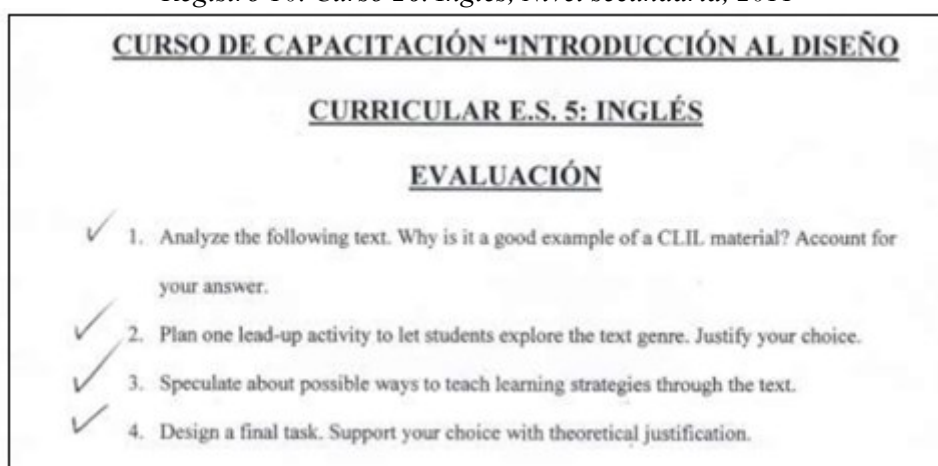 Registro 10. Curso 26. Inglés, Nivel secundaria, 2011
CURSO DE CAPACITACIÓN “INTRODUCCIÓN AL DISEÑO
CURRICULAR E.S. 5: INGLÉS
EVALUACIÓN
1. Analyze the following text. Why is it a good example of a CLIL material? Account for
your answer.
2. Plan one lead-up activity to let students explore the text genre. Justify your choice.
3. Speculate about possible ways to teach learning strategies through the text.
4. Design a final task. Support your choice with theoretical justification.